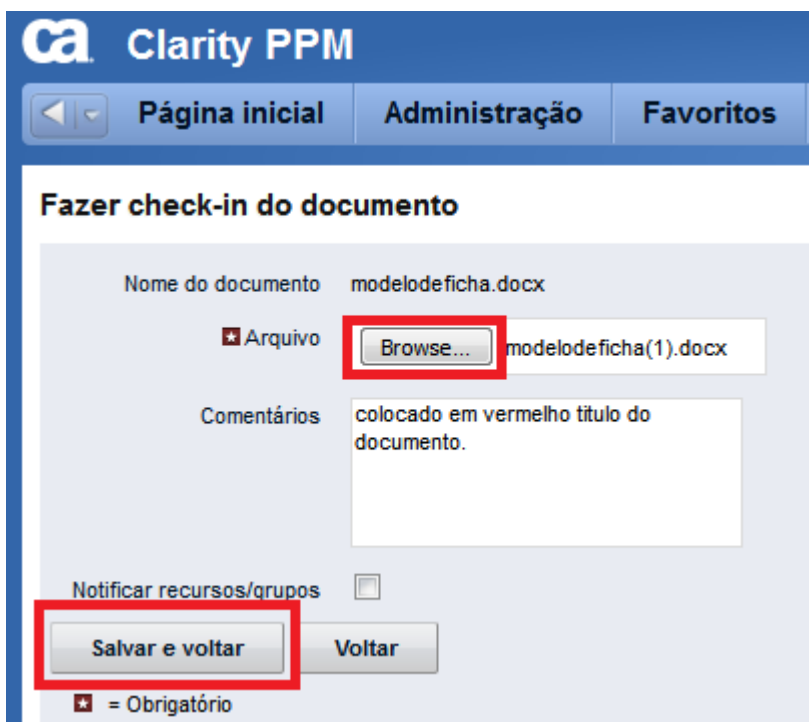 ca Clarity PPM
Página inicial Administração Favoritos
Fazer check-in do documento
Nome do documento modelodeficha.docx
Arquivo Browse... modelodeficha(1).docx
Comentários colocado em vermelho titulo do
documento.
Notificar recursos/grupos
Salvar e voltar Voltar
= Obrigatório